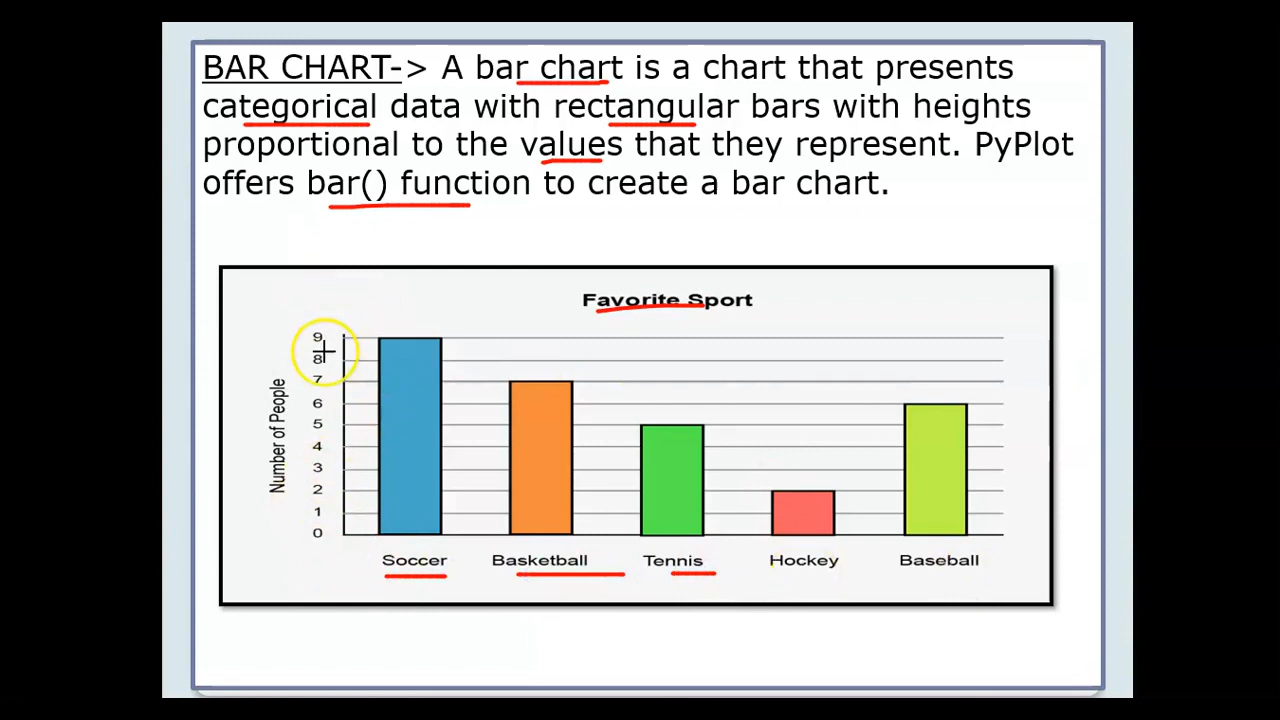 BAR CHART-> A bar chart is a chart that presents
categorical data with rectangular bars with heights
proportional to the values that they represent. PyPlot
offers bar() function to create a bar chart.
Favorite Sport
Number of People
9
8
7
6
5
4
3
2
1
0
Soccer Basketball Tennis Hockey Baseball